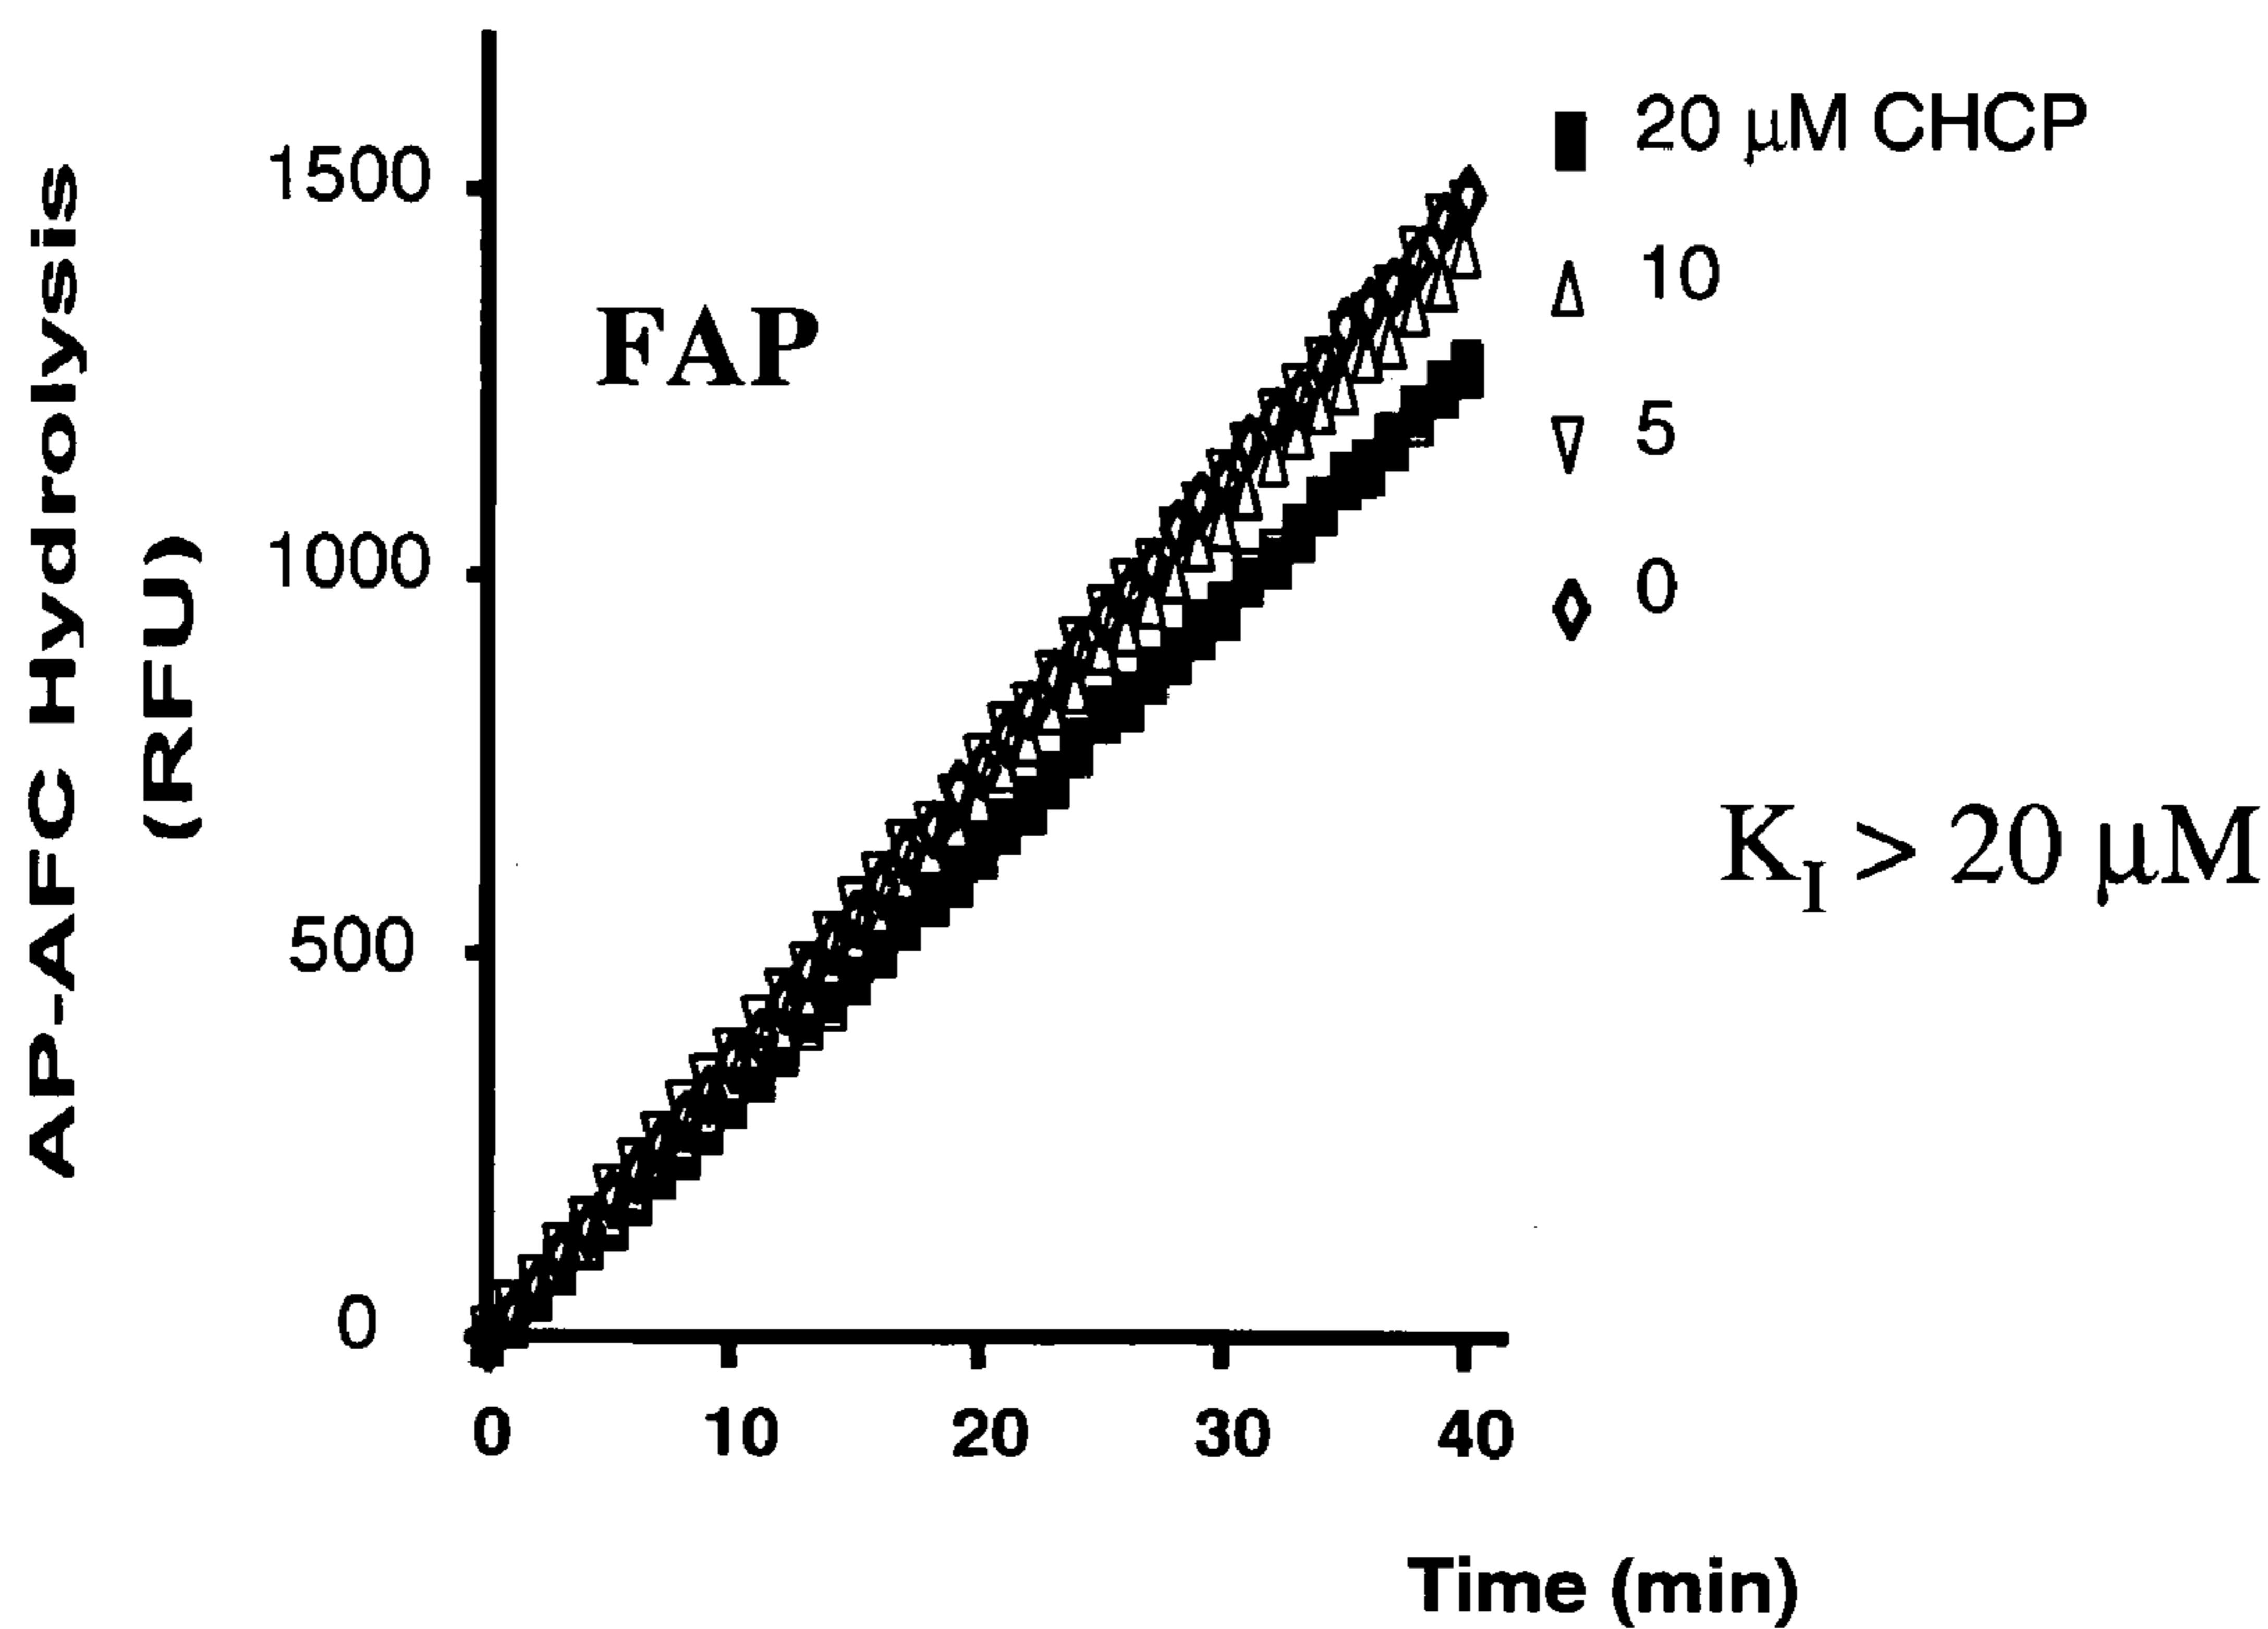 AP-AFC Hydrolysis
(RFU)
1500
1000
500
0
FAP
20 μM CHCP
10
5
0
K_I > 20 μM
0 10 20 30 40
Time (min)